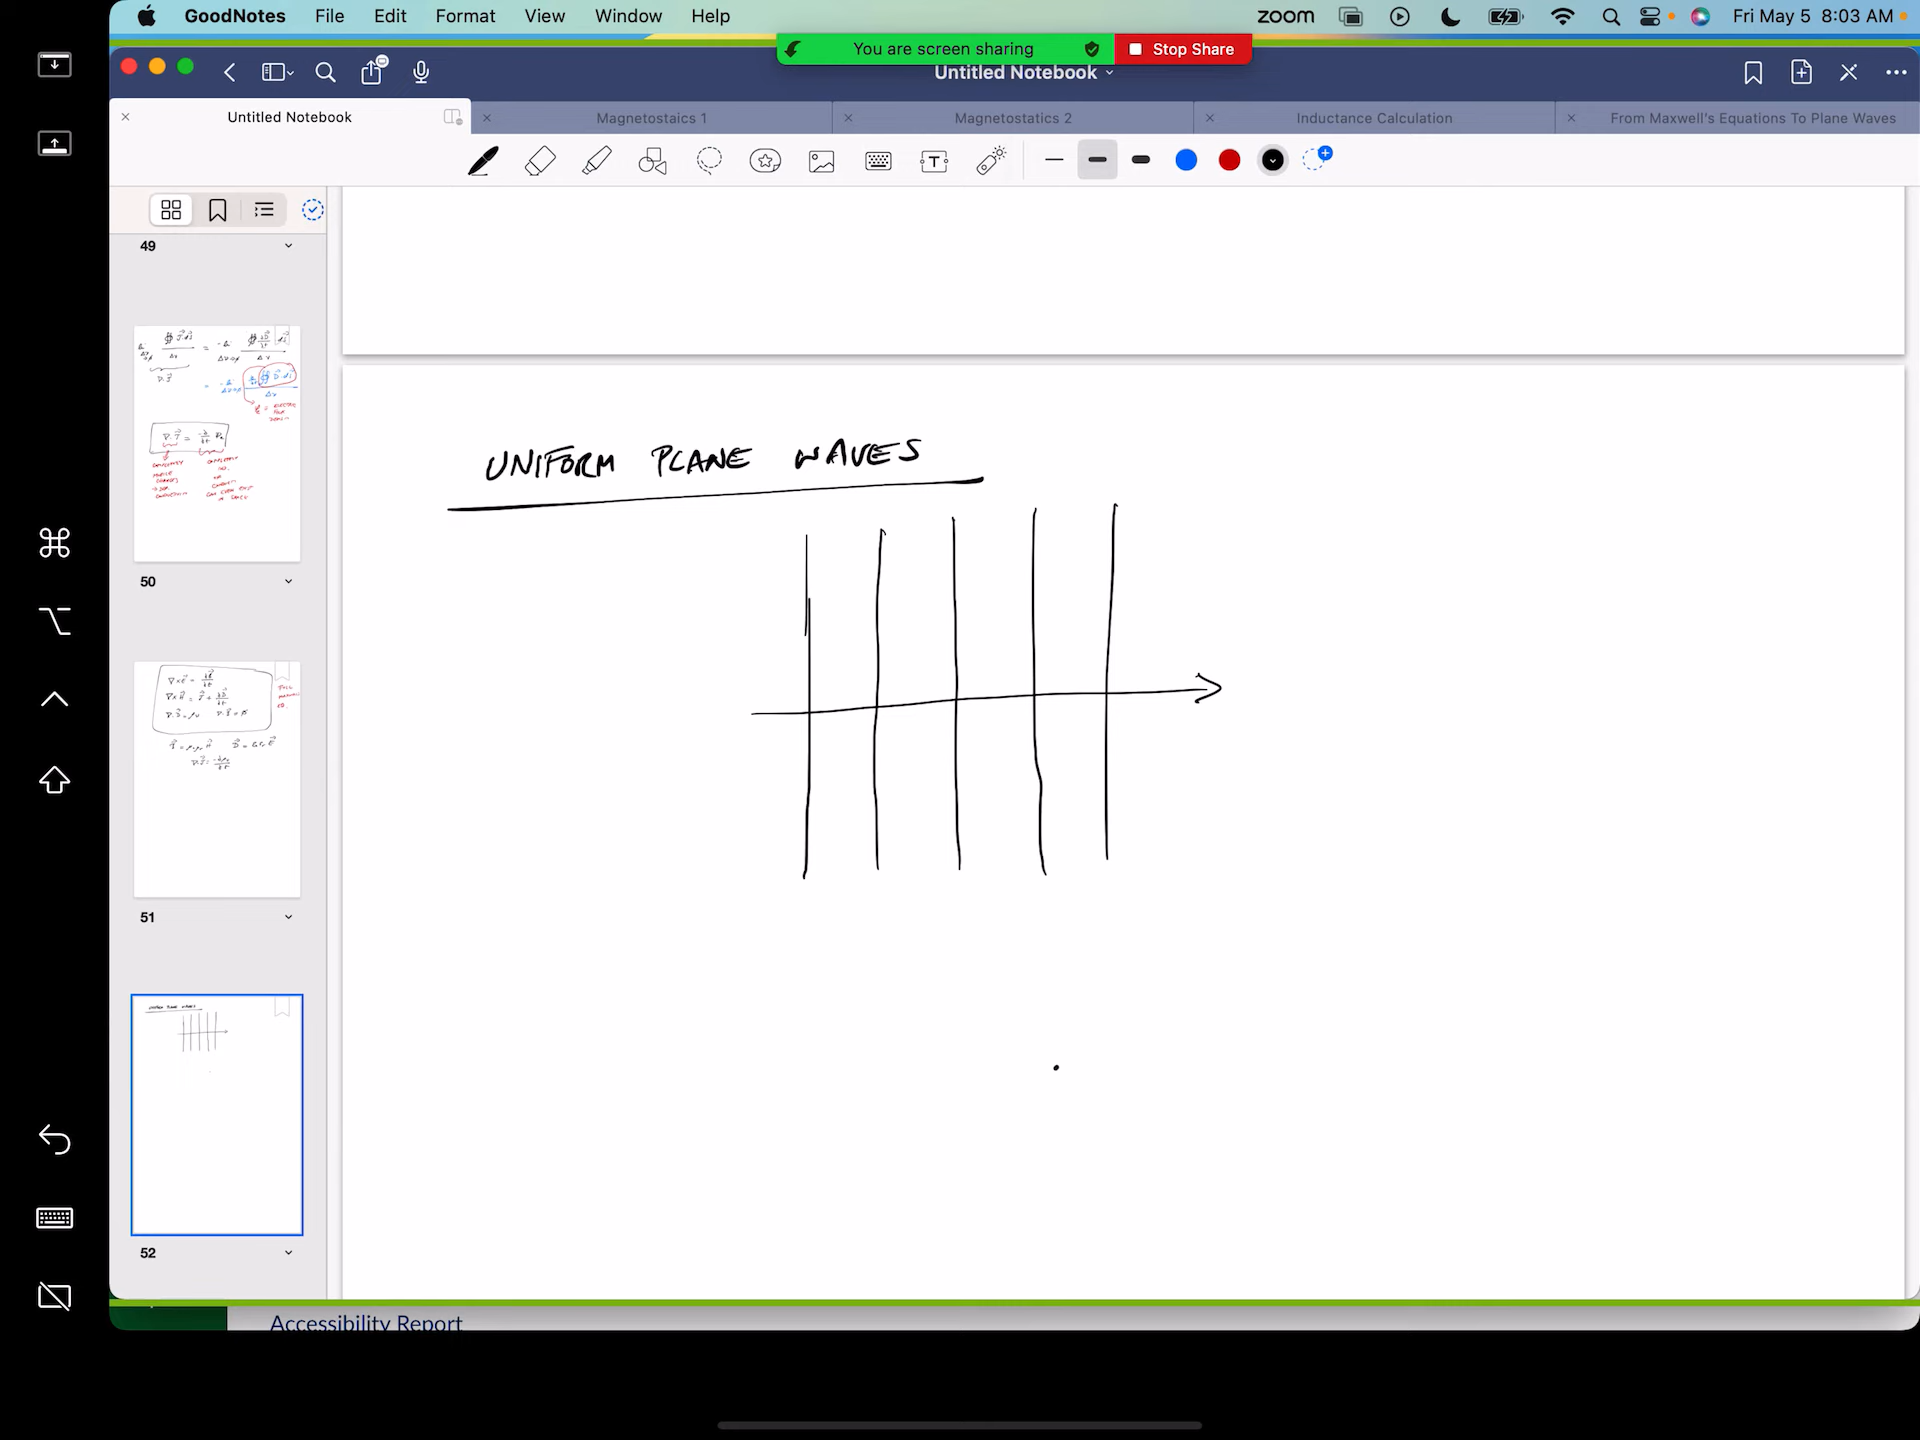 GoodNotes File Edit Format View Window Help zoom Fri May 5 8:03 AM
You are screen sharing Stop Share
Untitled Notebook
Untitled Notebook Magnetostaics 1 Magnetostatics 2 Inductance Calculation From Maxwell's Equations To Plane Waves
49
50
51
52
UNIFORM PLANE WAVES
Accessibility Report